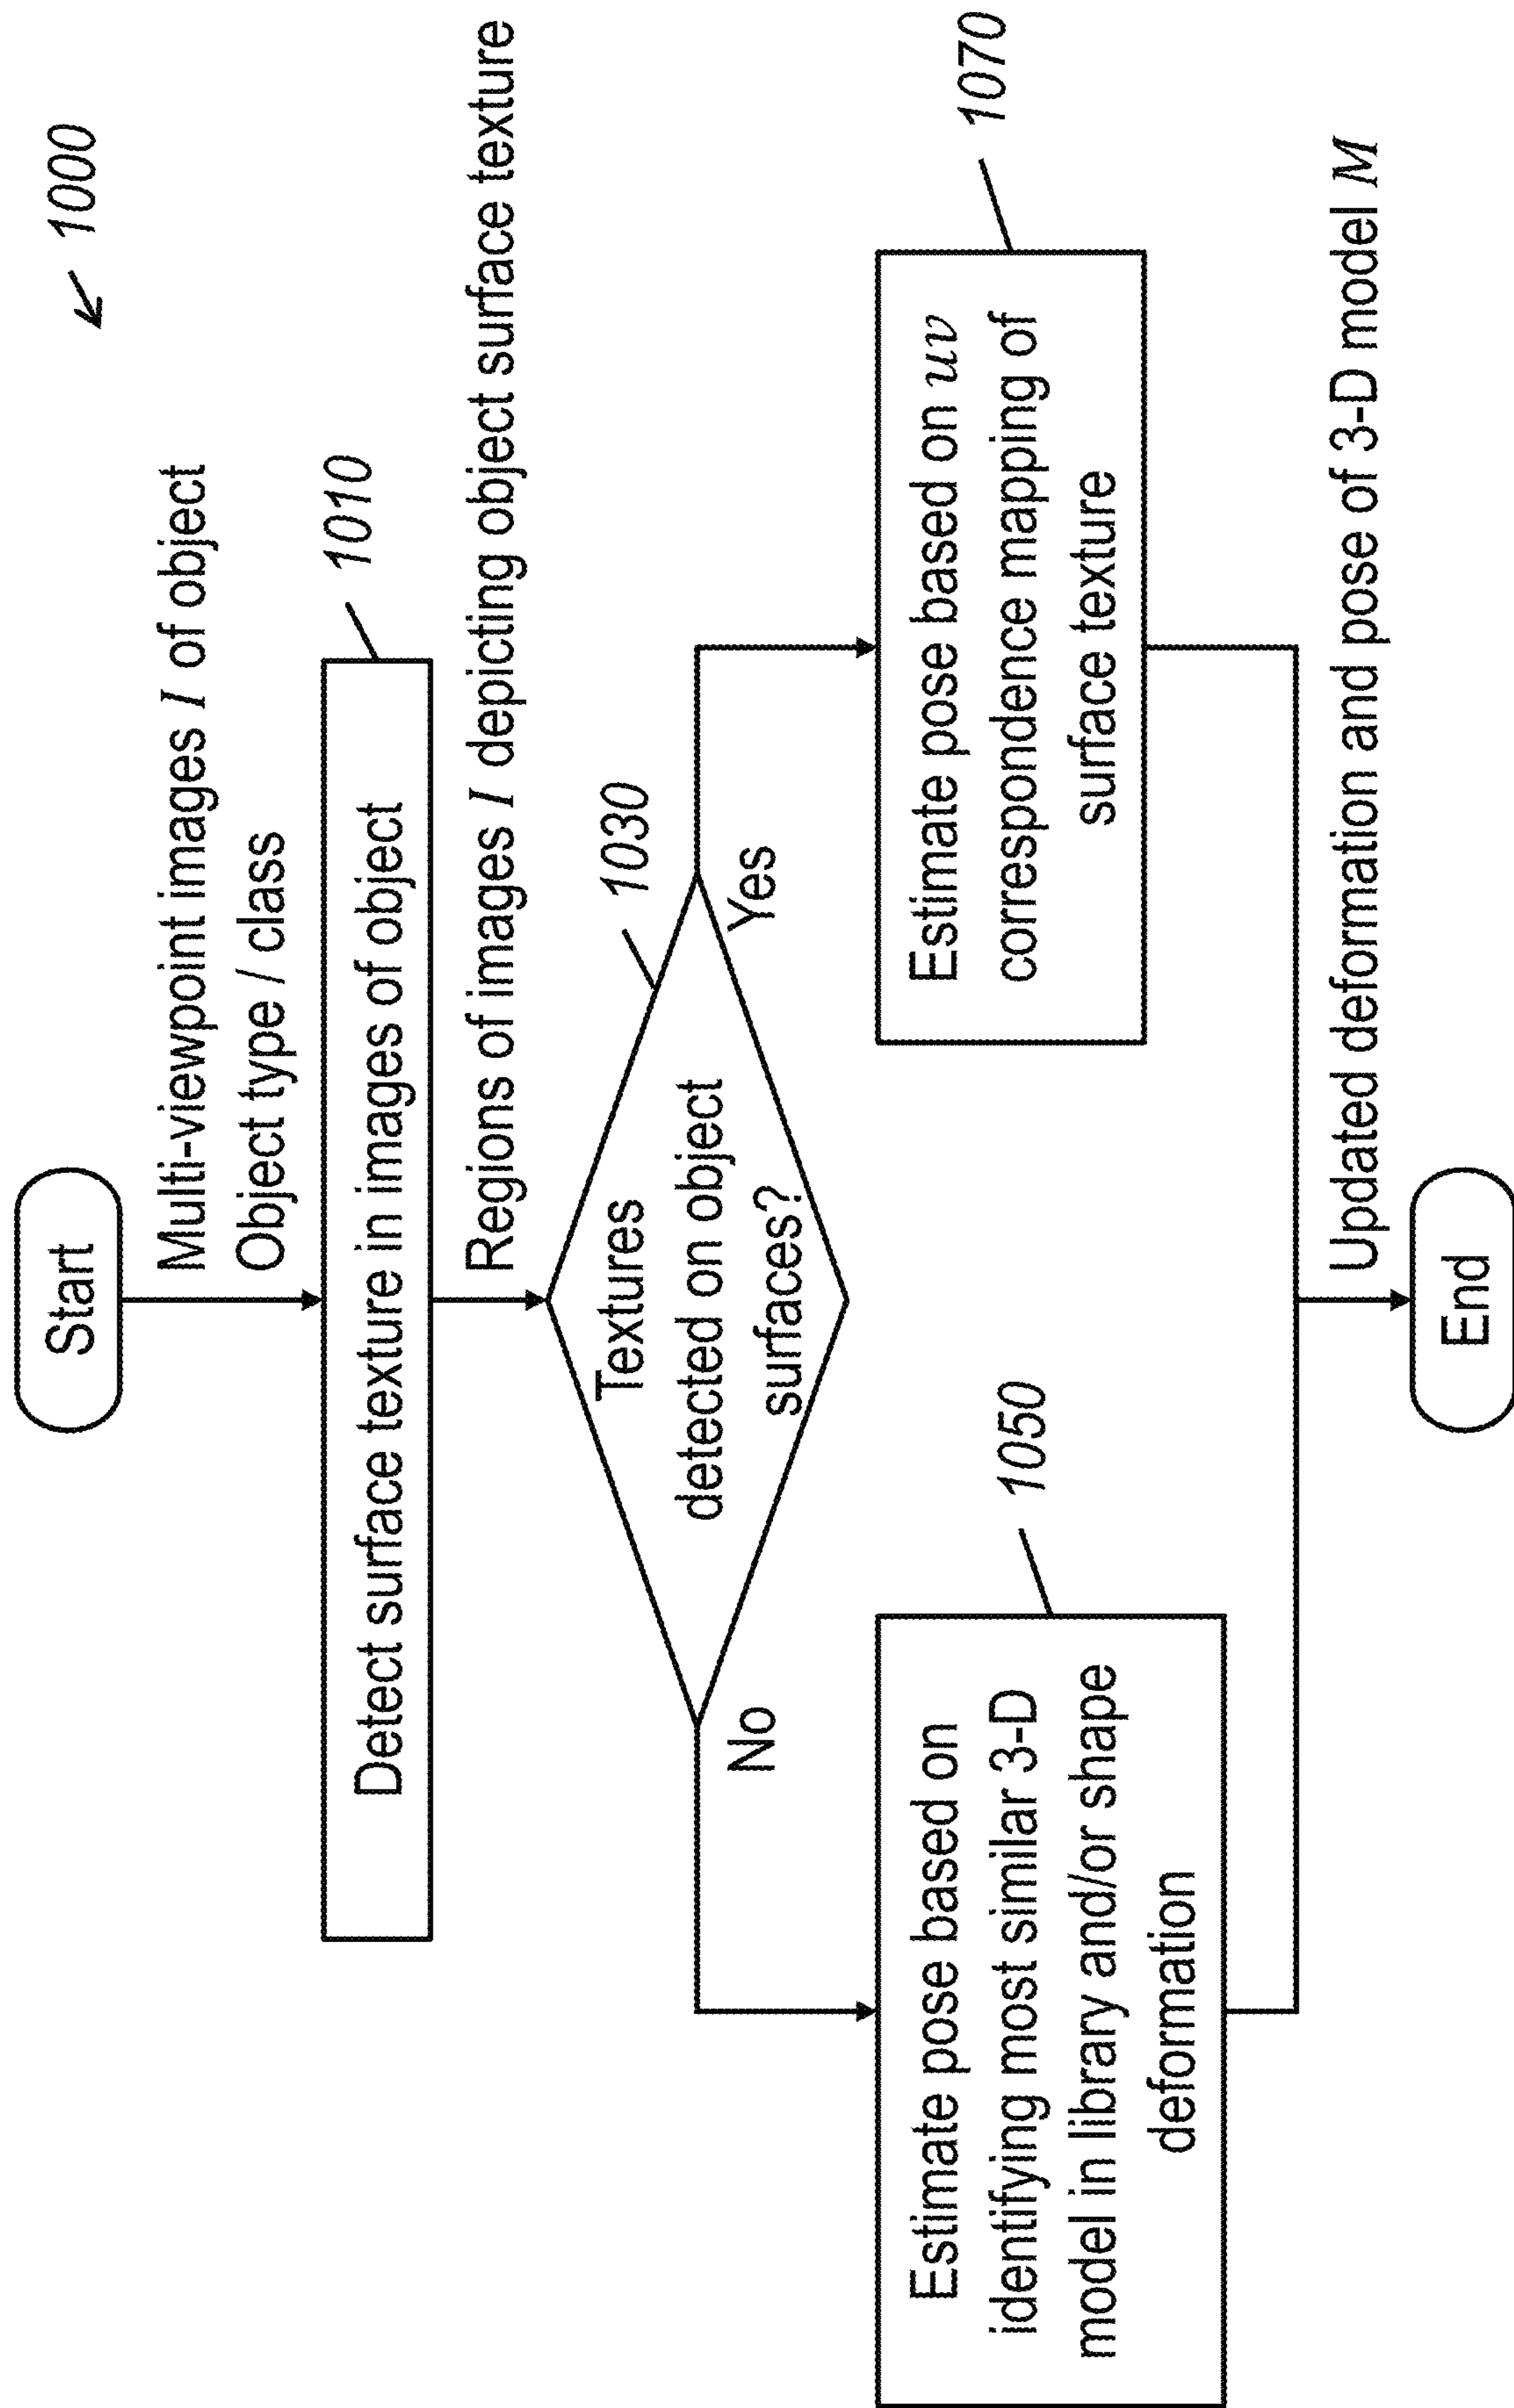 1000
Start
Multi-viewpoint images I of object
Object type / class
1010
Detect surface texture in images of object
Regions of images I depicting object surface texture
1030
Textures
detected on object
surfaces?
No
Yes
1050
Estimate pose based on
identifying most similar 3-D
model in library and/or shape
deformation
1070
Estimate pose based on uv
correspondence mapping of
surface texture
Updated deformation and pose of 3-D model M
End